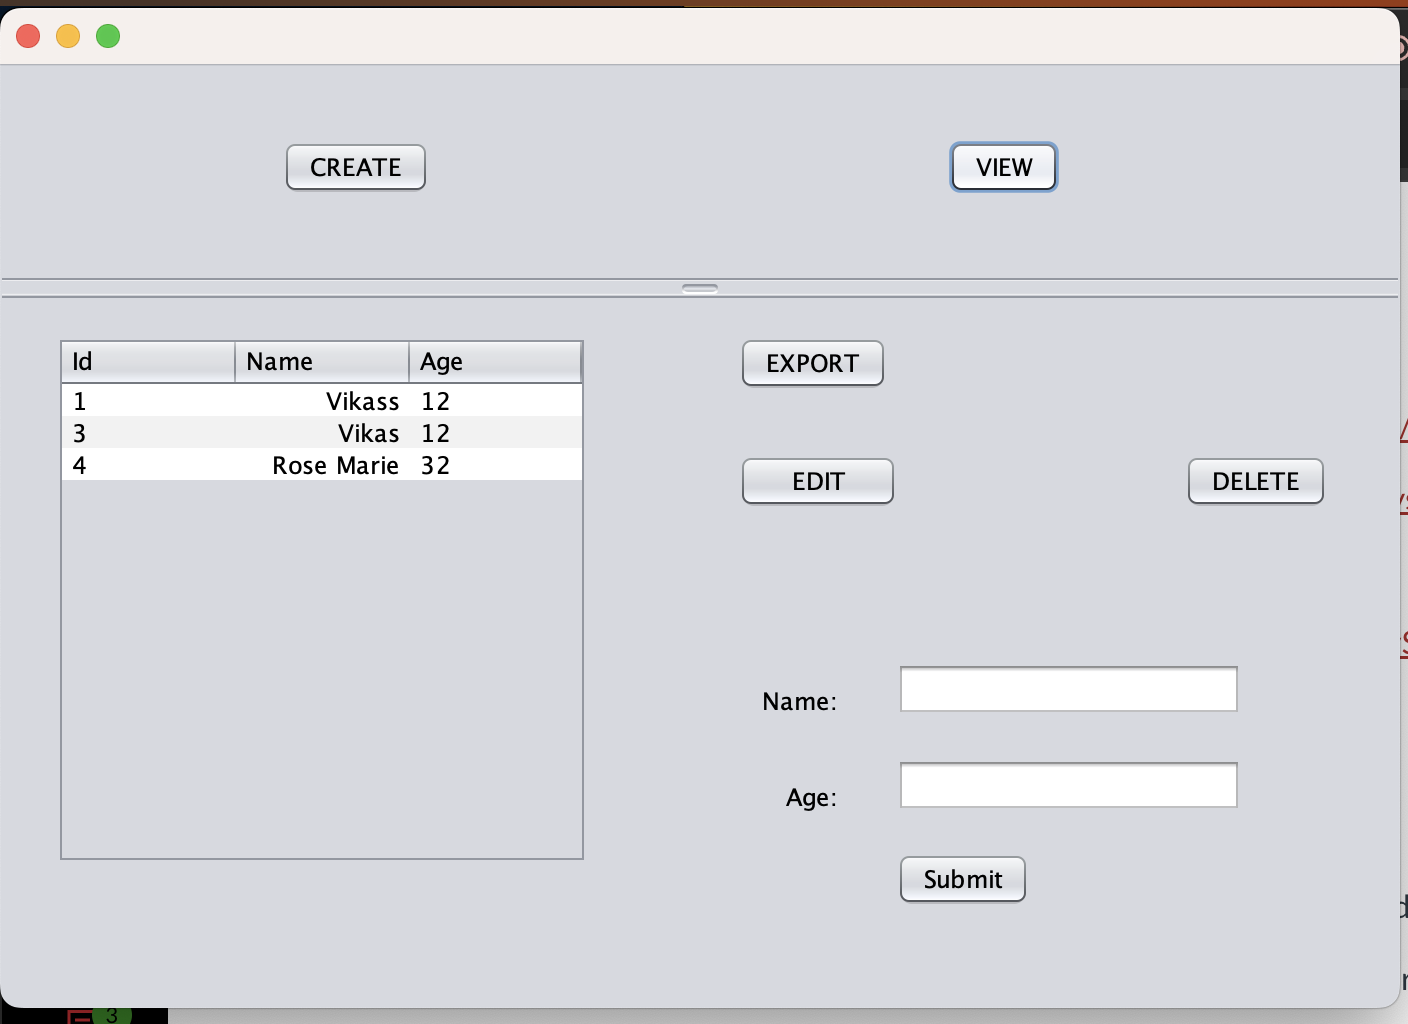 CREATE VIEW
Id Name Age
1 Vikass 12
3 Vikas 12
4 Rose Marie 32
EXPORT
EDIT DELETE
Name:
Age:
Submit
3